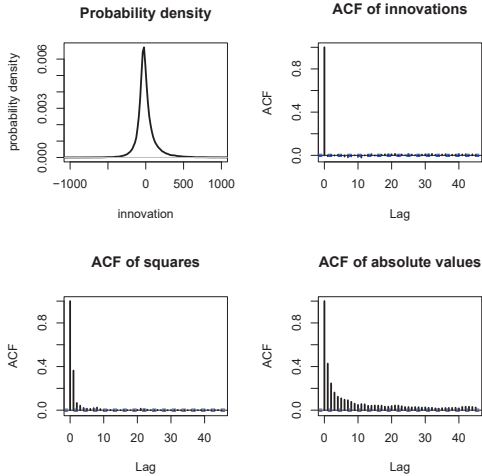 Probability density
probability density
0.000
0.003
0.006
−1000
0
500
1000
innovation
ACF of innovations
ACF
0.0
0.4
0.8
0
10
20
30
40
Lag
ACF of squares
ACF
0.0
0.4
0.8
0
10
20
30
40
Lag
ACF of absolute values
ACF
0.0
0.4
0.8
0
10
20
30
40
Lag